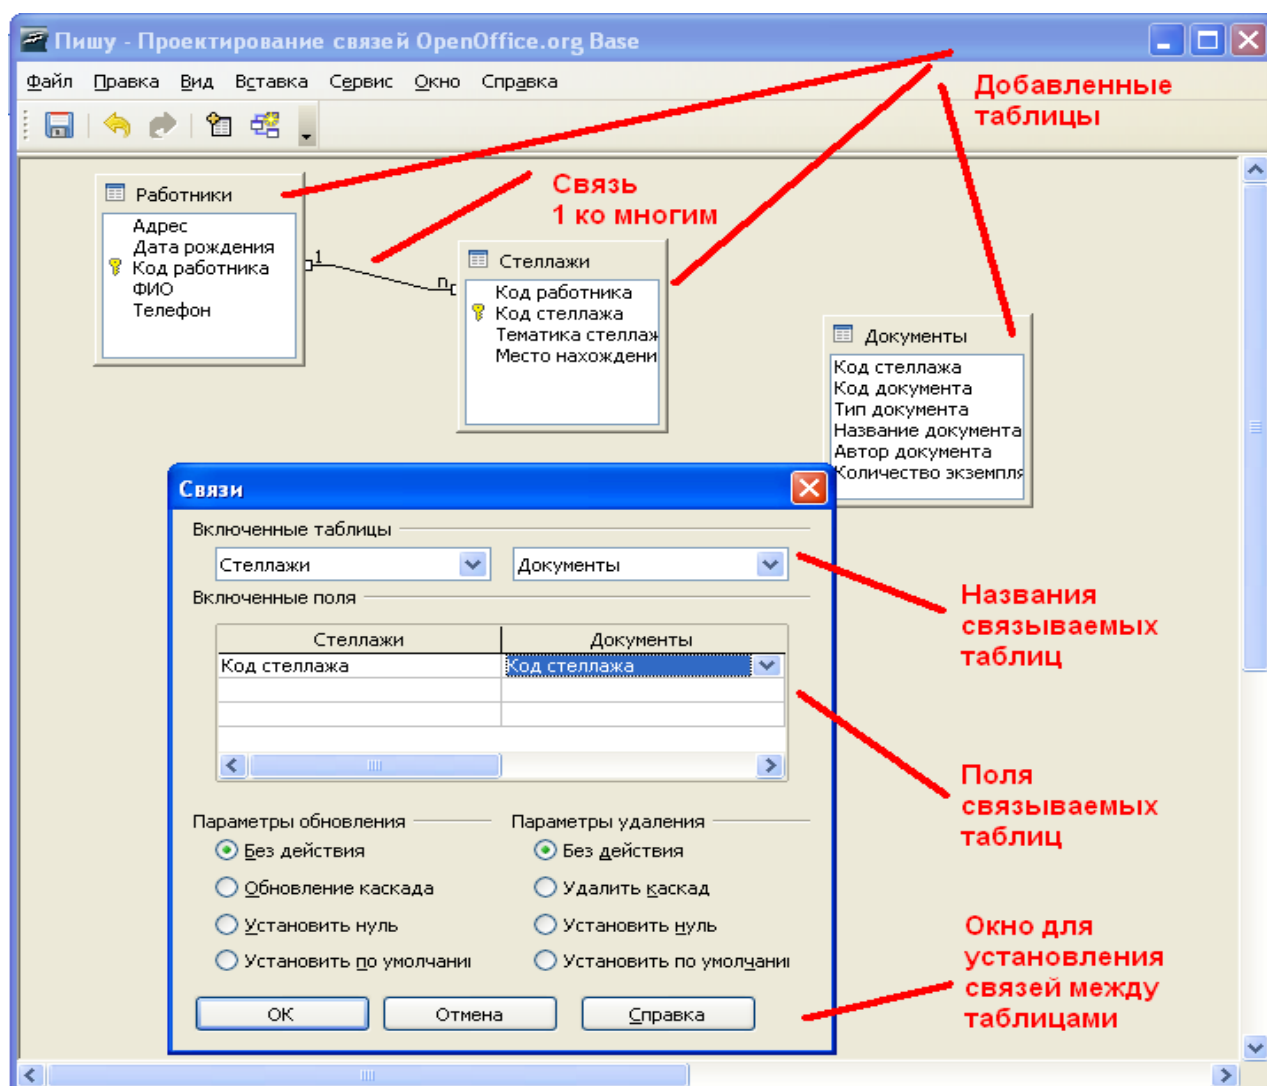 Пишу - Проектирование связей OpenOffice.org Base
Файл Правка Вид Вставка Сервис Окно Справка
Добавленные
таблицы
Работники
Адрес
Дата рождения
Код работника
ФИО
Телефон
1
n
Связь
1 ко многим
Стеллажи
Код работника
Код стеллажа
Тематика стеллаж
Место нахождени
Документы
Код стеллажа
Код документа
Тип документа
Название документа
Автор документа
Количество экземпля
Связи
Включенные таблицы
Стеллажи Документы
Включенные поля
Стеллажи Документы
Код стеллажа Код стеллажа
Названия
связываемых
таблиц
Поля
связываемых
таблиц
Параметры обновления Параметры удаления
Без действия Без действия
Обновление каскада Удалить каскад
Установить нуль Установить нуль
Установить по умолчани Установить по умолчани
ОК Отмена Справка
Окно для
установления
связей между
таблицами